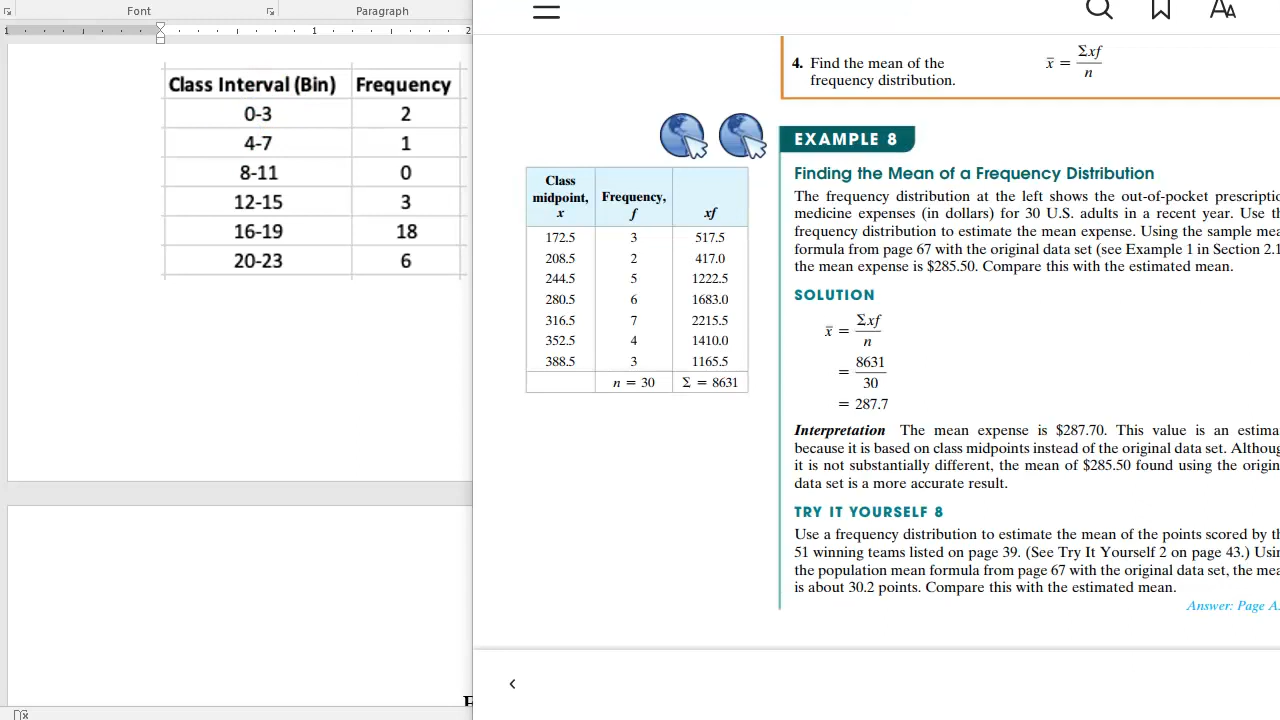 Font
Paragraph
1 1 2
Class Interval (Bin) Frequency
0-3 2
4-7 1
8-11 0
12-15 3
16-19 18
20-23 6
4. Find the mean of the x̄ = Σxf / n
frequency distribution.
EXAMPLE 8
Finding the Mean of a Frequency Distribution
The frequency distribution at the left shows the out-of-pocket prescriptio
medicine expenses (in dollars) for 30 U.S. adults in a recent year. Use
frequency distribution to estimate the mean expense. Using the sample mea
formula from page 67 with the original data set (see Example 1 in Section 2.1
the mean expense is $285.50. Compare this with the estimated mean.
SOLUTION
x̄ = Σxf / n
= 8631 / 30
= 287.7
Interpretation The mean expense is $287.70. This value is an estima
because it is based on class midpoints instead of the original data set. Althoug
it is not substantially different, the mean of $285.50 found using the origin
data set is a more accurate result.
TRY IT YOURSELF 8
Use a frequency distribution to estimate the mean of the points scored by th
51 winning teams listed on page 39. (See Try It Yourself 2 on page 43.) Usin
the population mean formula from page 67 with the original data set, the mea
is about 30.2 points. Compare this with the estimated mean.
Answer: Page A
Class
midpoint, Frequency,
x f xf
172.5 3 517.5
208.5 2 417.0
244.5 5 1222.5
280.5 6 1683.0
316.5 7 2215.5
352.5 4 1410.0
388.5 3 1165.5
n = 30 Σ = 8631